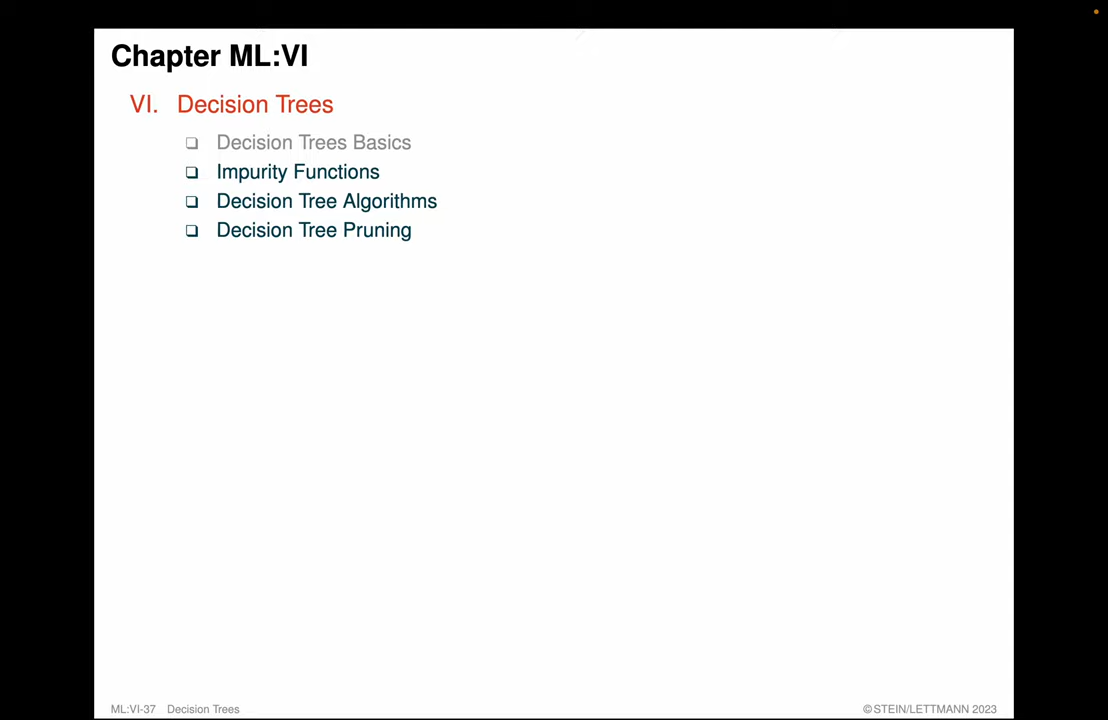 Chapter ML:VI
VI. Decision Trees
❑ Decision Trees Basics
❑ Impurity Functions
❑ Decision Tree Algorithms
❑ Decision Tree Pruning
ML:VI-37 Decision Trees
©STEIN/LETTMANN 2023